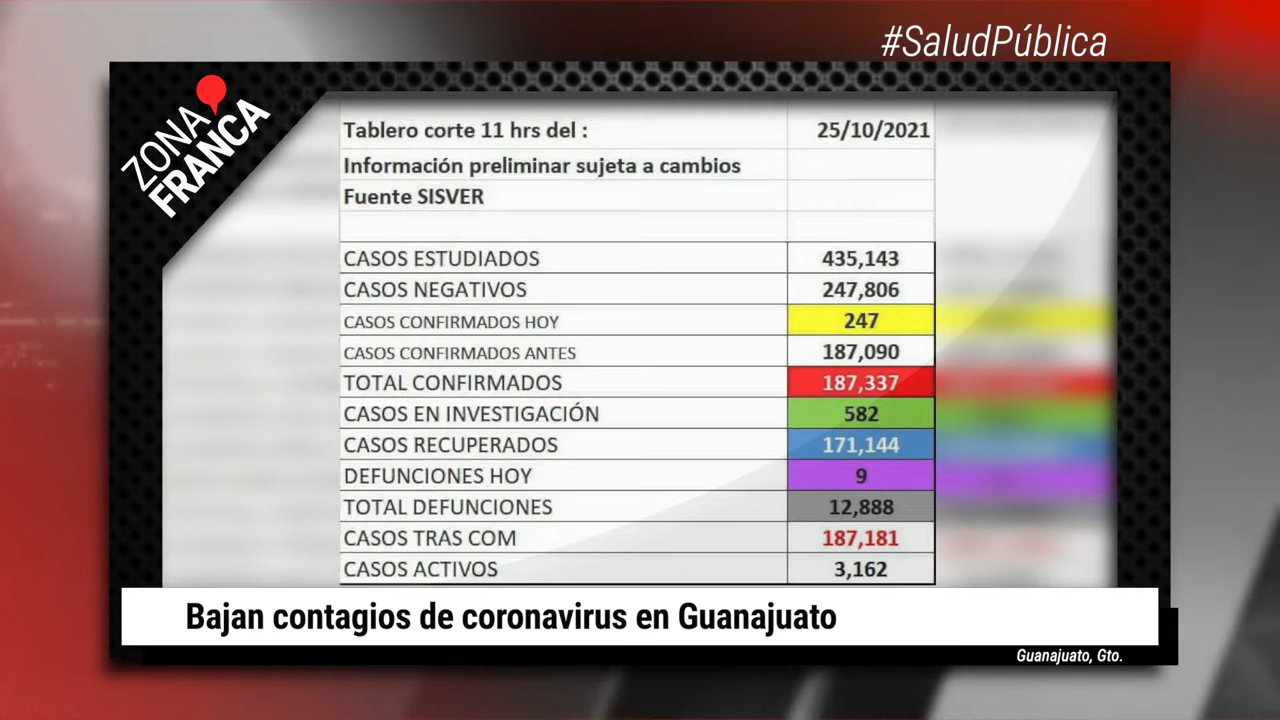 #SaludPública
ZONA
FRANCA
Tablero corte 11 hrs del : 25/10/2021
Información preliminar sujeta a cambios
Fuente SISVER
CASOS ESTUDIADOS 435,143
CASOS NEGATIVOS 247,806
CASOS CONFIRMADOS HOY 247
CASOS CONFIRMADOS ANTES 187,090
TOTAL CONFIRMADOS 187,337
CASOS EN INVESTIGACIÓN 582
CASOS RECUPERADOS 171,144
DEFUNCIONES HOY 9
TOTAL DEFUNCIONES 12,888
CASOS TRAS COM 187,181
CASOS ACTIVOS 3,162
Bajan contagios de coronavirus en Guanajuato
Guanajuato, Gto.